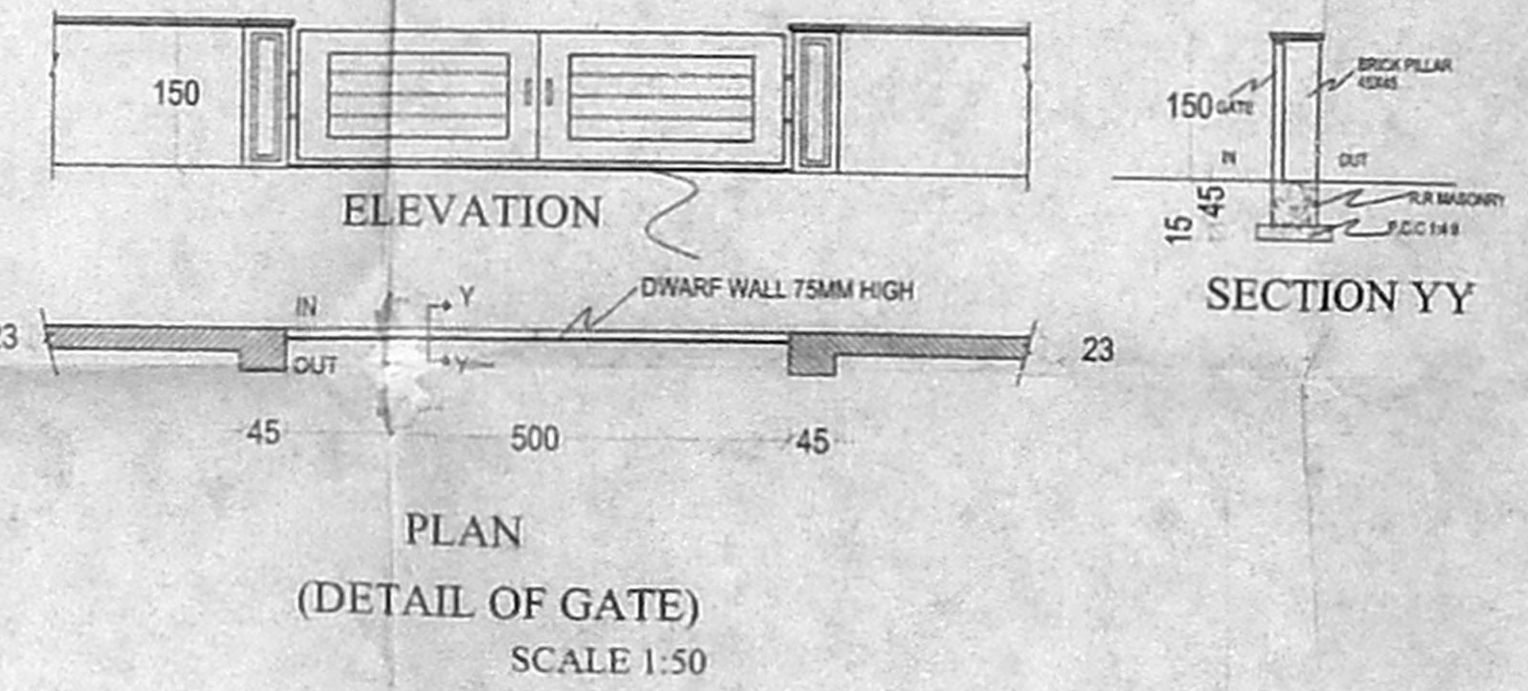 150
ELEVATION
150 GATE
BRICK PILLAR
45X45
IN
OUT
45
15
R.R MASONRY
P.C.C 1:4:8
SECTION YY
DWARF WALL 75MM HIGH
IN
Y
23
OUT
Y
23
45
500
45
PLAN
(DETAIL OF GATE)
SCALE 1:50